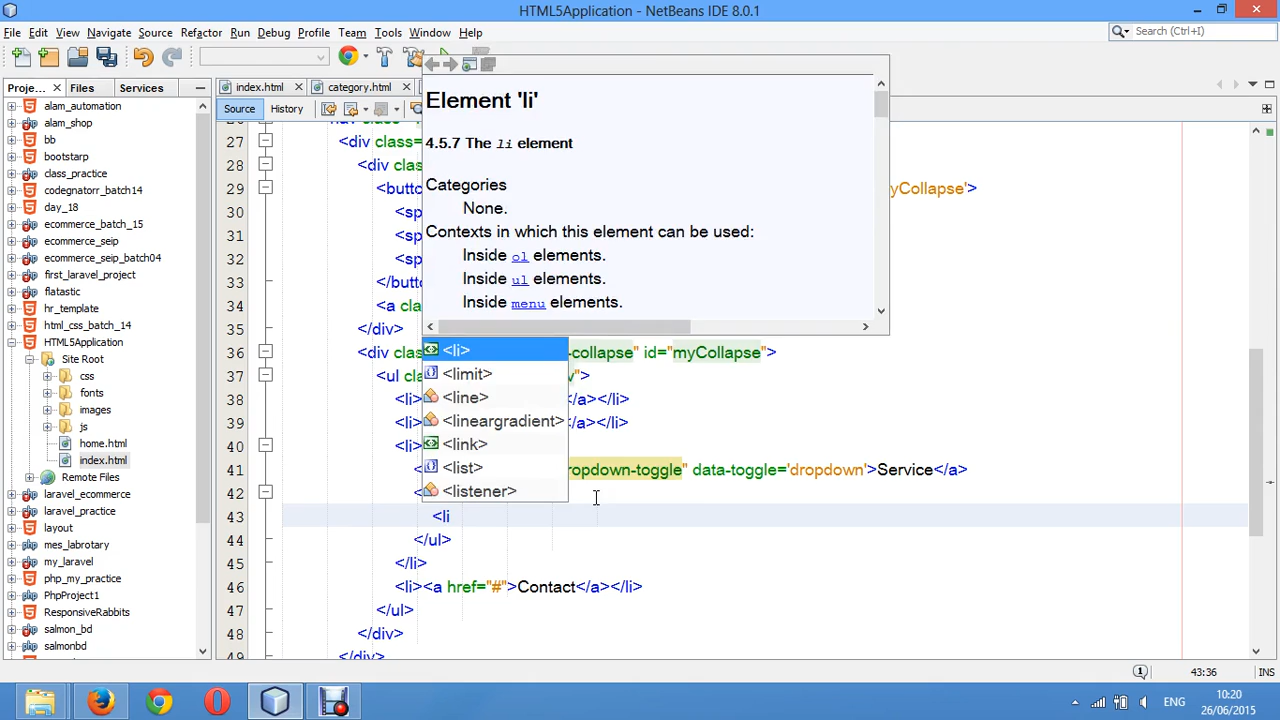 HTML5Application - NetBeans IDE 8.0.1
File Edit View Navigate Source Refactor Run Debug Profile Team Tools Window Help
Search (Ctrl+I)
Proje... Files Services
index.html category.html
Source History
alam_automation
alam_shop
bb
bootstarp
class_practice
codegnatorr_batch14
day_18
ecommerce_batch_15
ecommerce_seip
ecommerce_seip_batch04
first_laravel_project
flatastic
hr_template
html_css_batch_14
HTML5Application
Site Root
css
fonts
images
js
home.html
index.html
Remote Files
laravel_ecommerce
laravel_practice
layout
mes_labrotary
my_laravel
php_my_practice
PhpProject1
ResponsiveRabbits
salmon_bd
salmonbd
Element 'li'
4.5.7 The li element
Categories
None.
Contexts in which this element can be used:
Inside ol elements.
Inside ul elements.
Inside menu elements.
<li>
<limit>
<line>
<lineargradient>
<link>
<list>
<listener>
27 <div class=
28 <div clas
29 <butto yCollapse'>
30 <sp
31 <sp
32 <sp
33 </butto
34 <a clas
35 </div>
36 <div class -collapse" id="myCollapse">
37 <ul cla v">
38 <li> /a></li>
39 <li> /a></li>
40 <li>
41 < ropdown-toggle" data-toggle='dropdown'>Service</a>
42 <
43 <li
44 </ul>
45 </li>
46 <li><a href="#">Contact</a></li>
47 </ul>
48 </div>
49 </div>
43:36 INS
ENG
10:20
26/06/2015